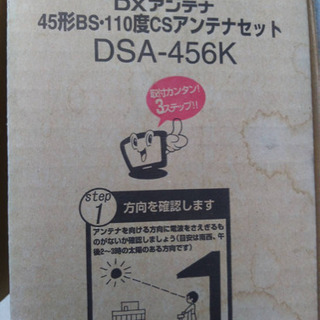 DXアンテナ
45形BS・110度CSアンテナセット
DSA-456K
取付カンタン!
3ステップ!!
step
1
方向を確認します
アンテナを向ける方向に電波をさえぎるも
のがないか確認しましょう(目安は南西、午
後2〜3時の太陽のある方向です)